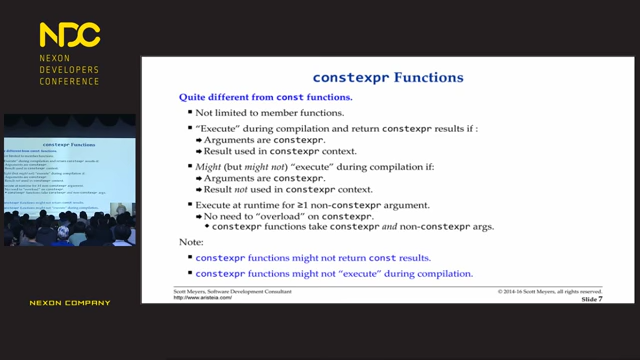 NDC
NEXON
DEVELOPERS
CONFERENCE
constexpr Functions
Quite different from const functions.
Not limited to member functions.
“Execute” during compilation and return constexpr results if :
Arguments are constexpr.
Result used in constexpr context.
Might (but might not) “execute” during compilation if:
Arguments are constexpr.
Result not used in constexpr context.
Execute at runtime for ≥1 non-constexpr argument.
No need to “overload” on constexpr.
constexpr functions take constexpr and non-constexpr args.
Note:
constexpr functions might not return const results.
constexpr functions might not “execute” during compilation.
Scott Meyers, Software Development Consultant
http://www.aristeia.com/
© 2014-16 Scott Meyers, all rights reserved.
Slide 7
constexpr Functions
NEXON COMPANY